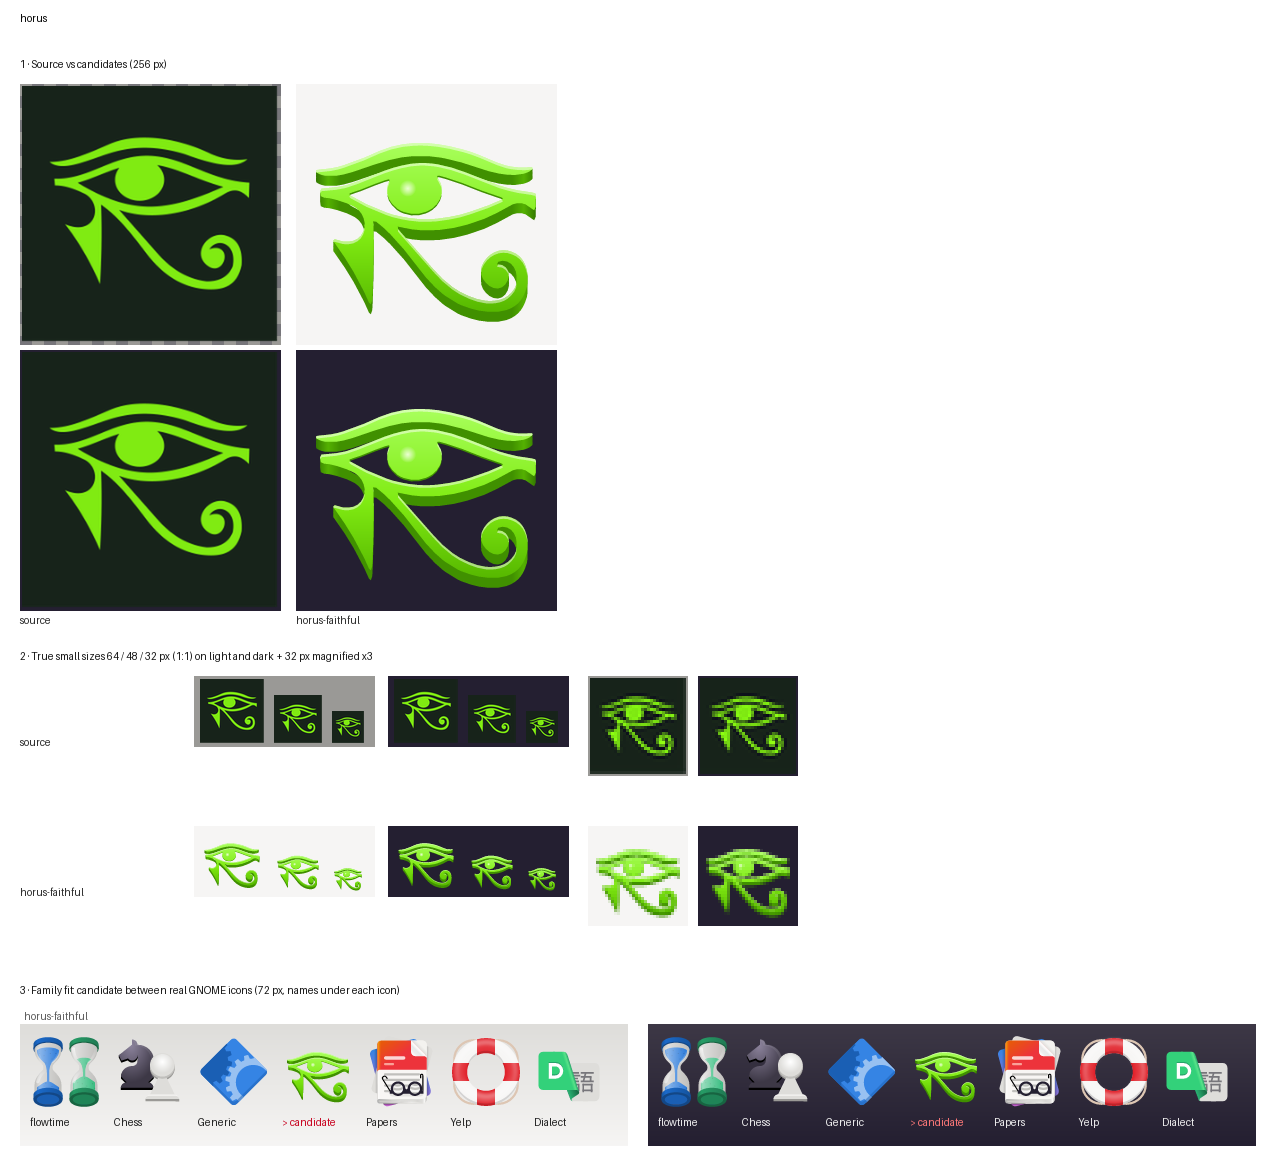 horus
1 · Source vs candidates (256 px)
source
horus-faithful
2 · True small sizes 64 / 48 / 32 px (1:1) on light and dark + 32 px magnified x3
source
horus-faithful
3 · Family fit: candidate between real GNOME icons (72 px, names under each icon)
horus-faithful
D 語
D 語
flowtime Chess Generic > candidate Papers Yelp Dialect
flowtime Chess Generic > candidate Papers Yelp Dialect